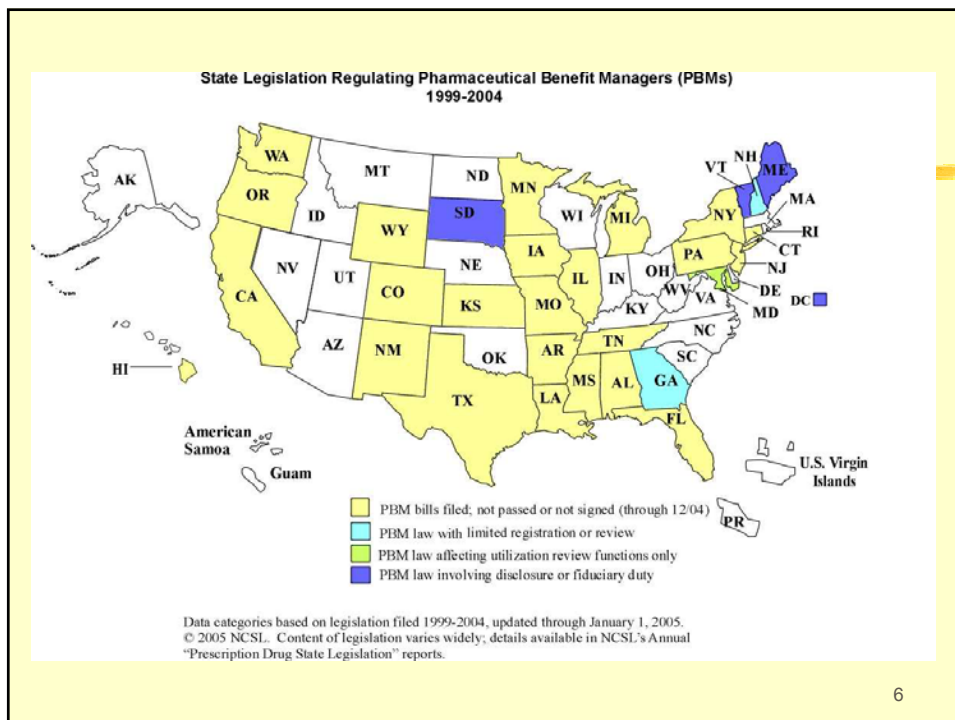 State Legislation Regulating Pharmaceutical Benefit Managers (PBMs)
1999-2004
WA
MT
ND
MN
VT
NH
ME
AK
OR
ID
SD
WI
MI
NY
MA
WY
RI
IA
PA
CT
NV
NE
IL
IN
OH
NJ
UT
CA
CO
KS
MO
WV
VA
DE
KY
MD
DC
NC
AZ
NM
OK
AR
TN
SC
HI
MS
AL
GA
TX
LA
FL
American
Samoa
Guam
U.S. Virgin
Islands
PR
PBM bills filed; not passed or not signed (through 12/04)
PBM law with limited registration or review
PBM law affecting utilization review functions only
PBM law involving disclosure or fiduciary duty
Data categories based on legislation filed 1999-2004, updated through January 1, 2005.
© 2005 NCSL. Content of legislation varies widely; details available in NCSL's Annual
“Prescription Drug State Legislation” reports.
6